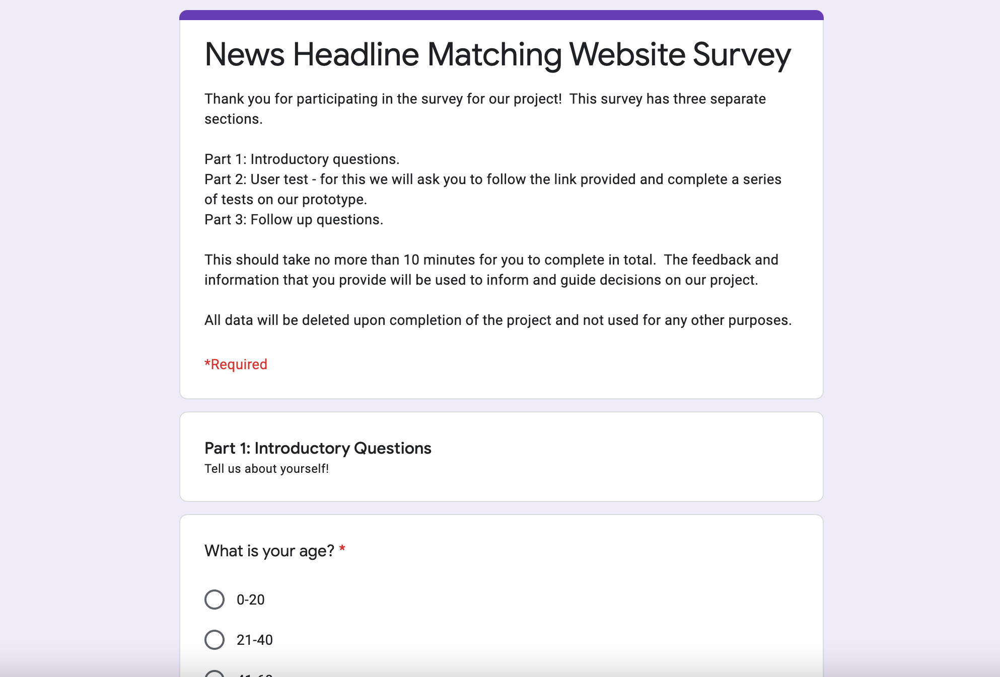 News Headline Matching Website Survey
Thank you for participating in the survey for our project!  This survey has three separate
sections.
Part 1: Introductory questions.
Part 2: User test - for this we will ask you to follow the link provided and complete a series
of tests on our prototype.
Part 3: Follow up questions.
This should take no more than 10 minutes for you to complete in total.  The feedback and
information that you provide will be used to inform and guide decisions on our project.
All data will be deleted upon completion of the project and not used for any other purposes.
*Required
Part 1: Introductory Questions
Tell us about yourself!
What is your age? *
0-20
21-40